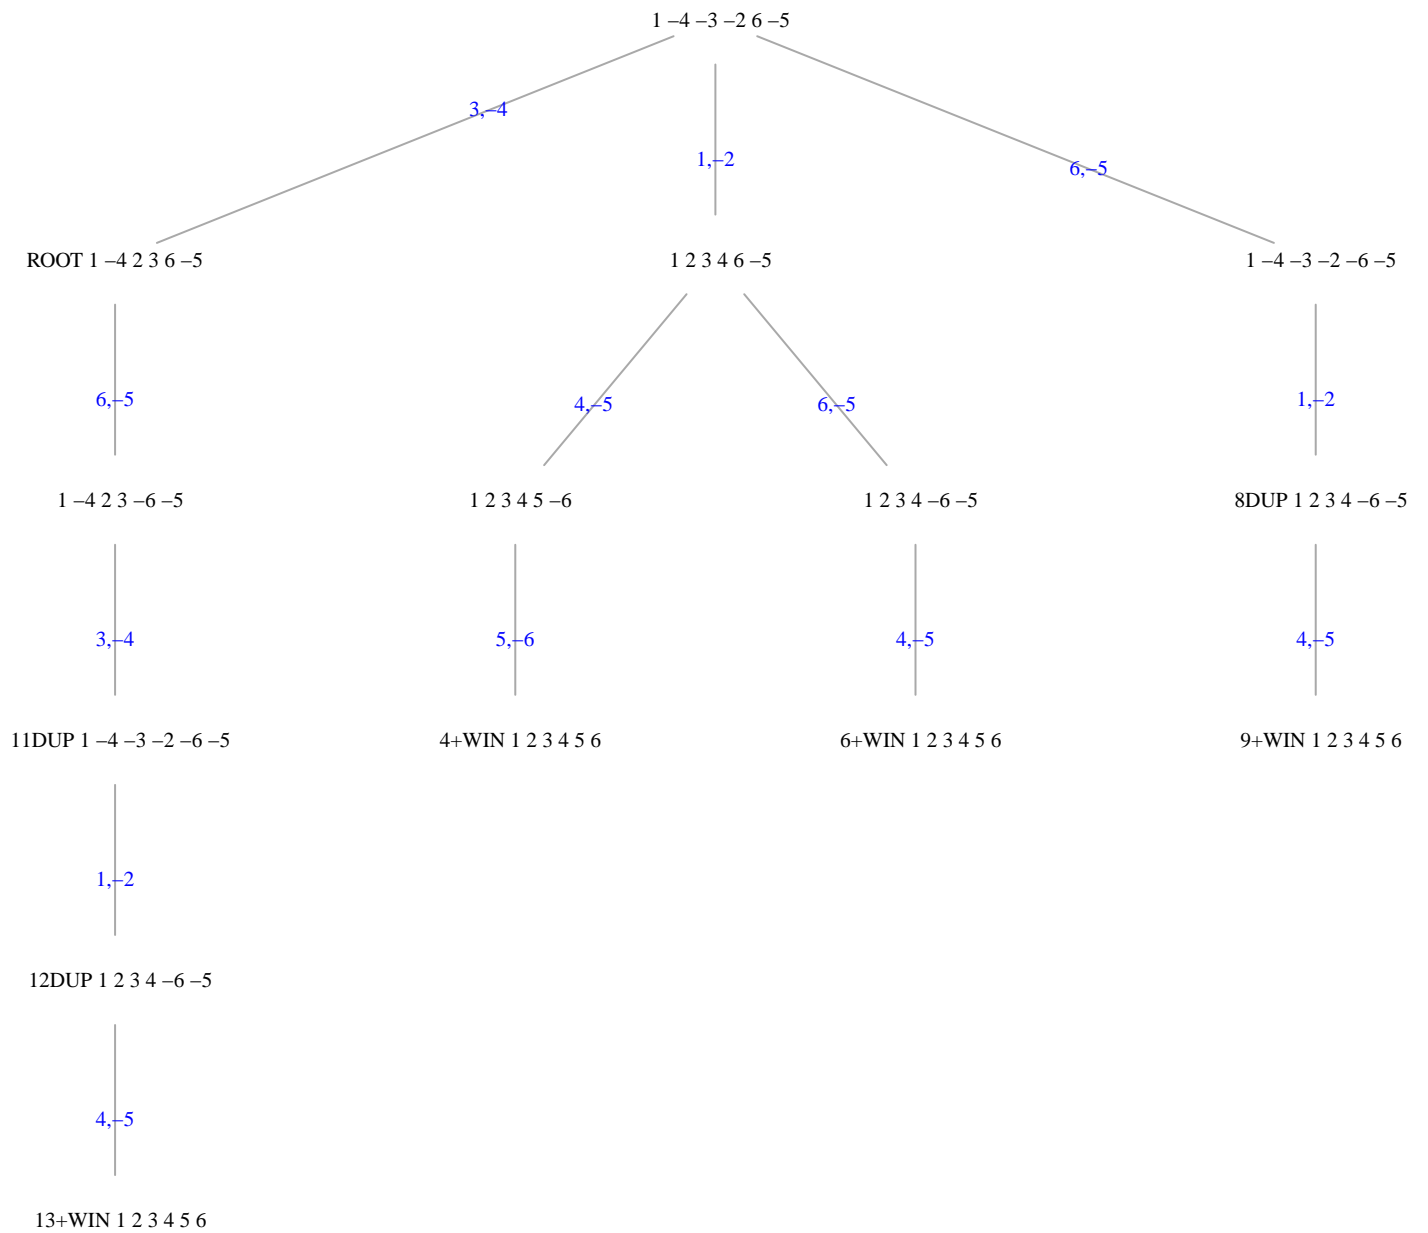 1 –4 –3 –2 6 –5
3,–4
1,–2
6,–5
ROOT 1 –4 2 3 6 –5
1 2 3 4 6 –5
1 –4 –3 –2 –6 –5
6,–5
4,–5
6,–5
1,–2
1 –4 2 3 –6 –5
1 2 3 4 5 –6
1 2 3 4 –6 –5
8DUP 1 2 3 4 –6 –5
3,–4
5,–6
4,–5
4,–5
11DUP 1 –4 –3 –2 –6 –5
4+WIN 1 2 3 4 5 6
6+WIN 1 2 3 4 5 6
9+WIN 1 2 3 4 5 6
1,–2
12DUP 1 2 3 4 –6 –5
4,–5
13+WIN 1 2 3 4 5 6